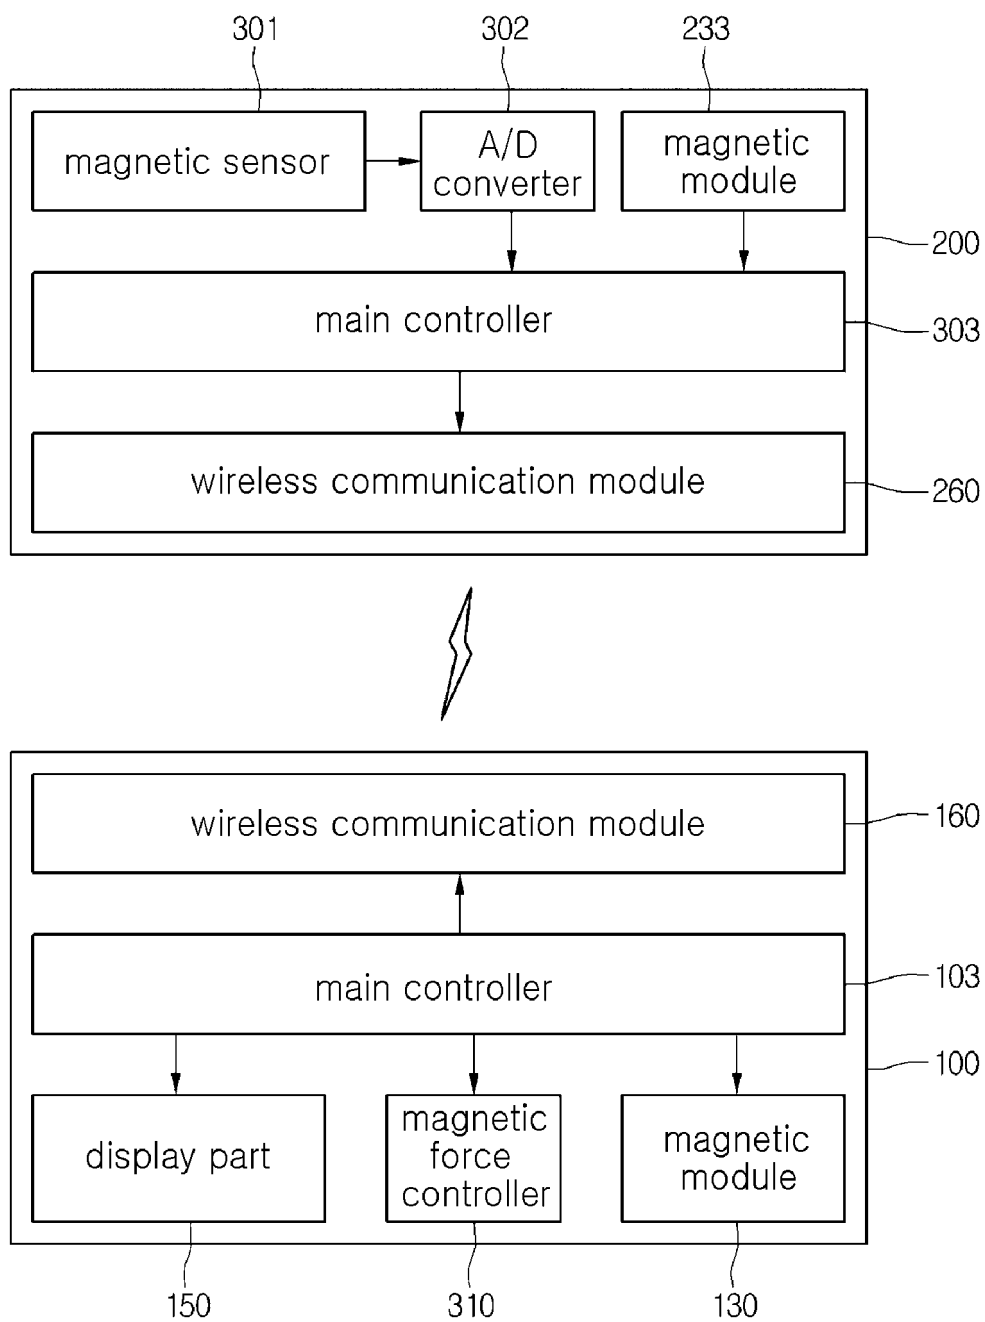 301
302
233
magnetic sensor
A/D
converter
magnetic
module
200
main controller
303
wireless communication module
260
wireless communication module
160
main controller
103
100
display part
magnetic
force
controller
magnetic
module
150
310
130